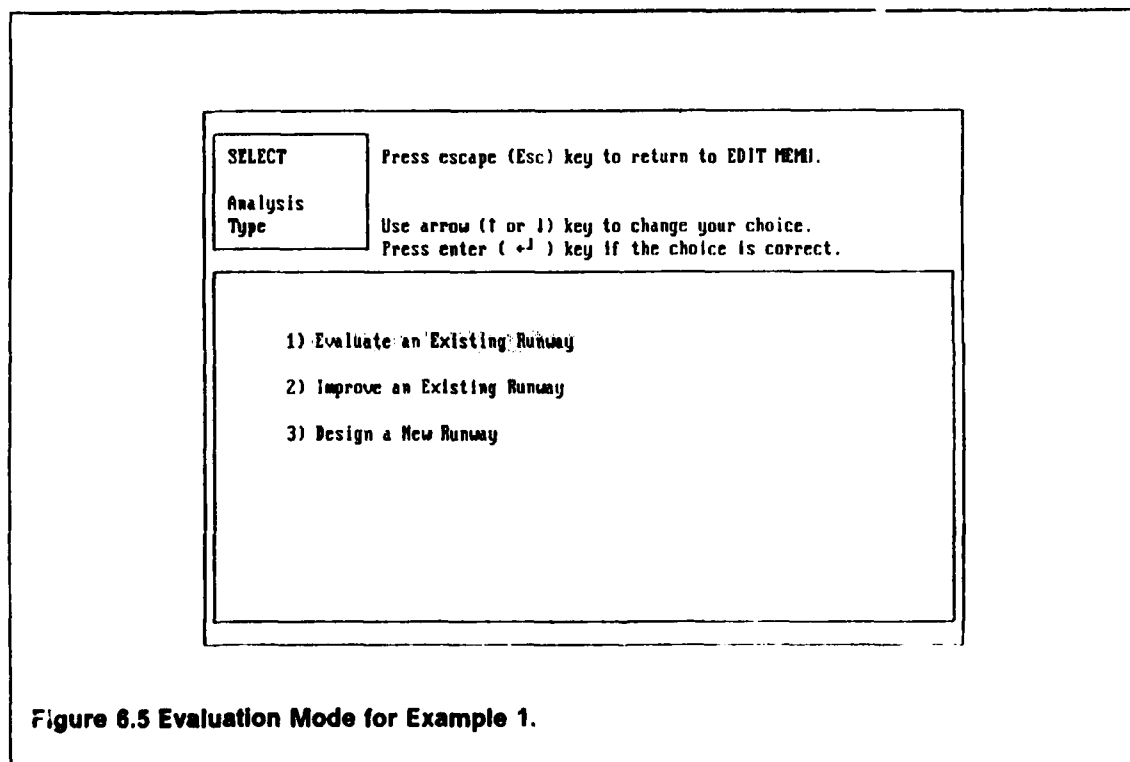 SELECT
Press escape (Esc) key to return to EDIT MENU.
Analysis
Type
Use arrow (↑ or ↓) key to change your choice.
Press enter ( ↵ ) key if the choice is correct.
1) Evaluate an Existing Runway
2) Improve an Existing Runway
3) Design a New Runway
Figure 6.5 Evaluation Mode for Example 1.